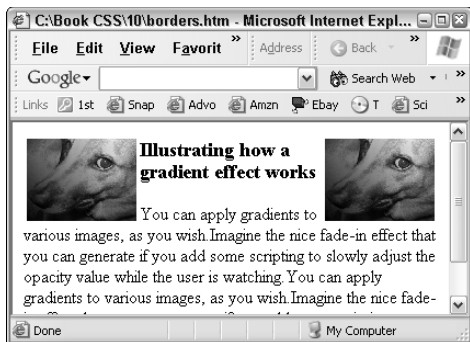 C:\Book CSS\10\borders.htm - Microsoft Internet Expl...
File Edit View Favorit » Address Back »
Google Search Web »
Links 1st Snap Advo Amzn Ebay T Sci »
Illustrating how a
gradient effect works
You can apply gradients to
various images, as you wish.Imagine the nice fade-in effect that
you can generate if you add some scripting to slowly adjust the
opacity value while the user is watching.You can apply
gradients to various images, as you wish.Imagine the nice fade-
Done My Computer